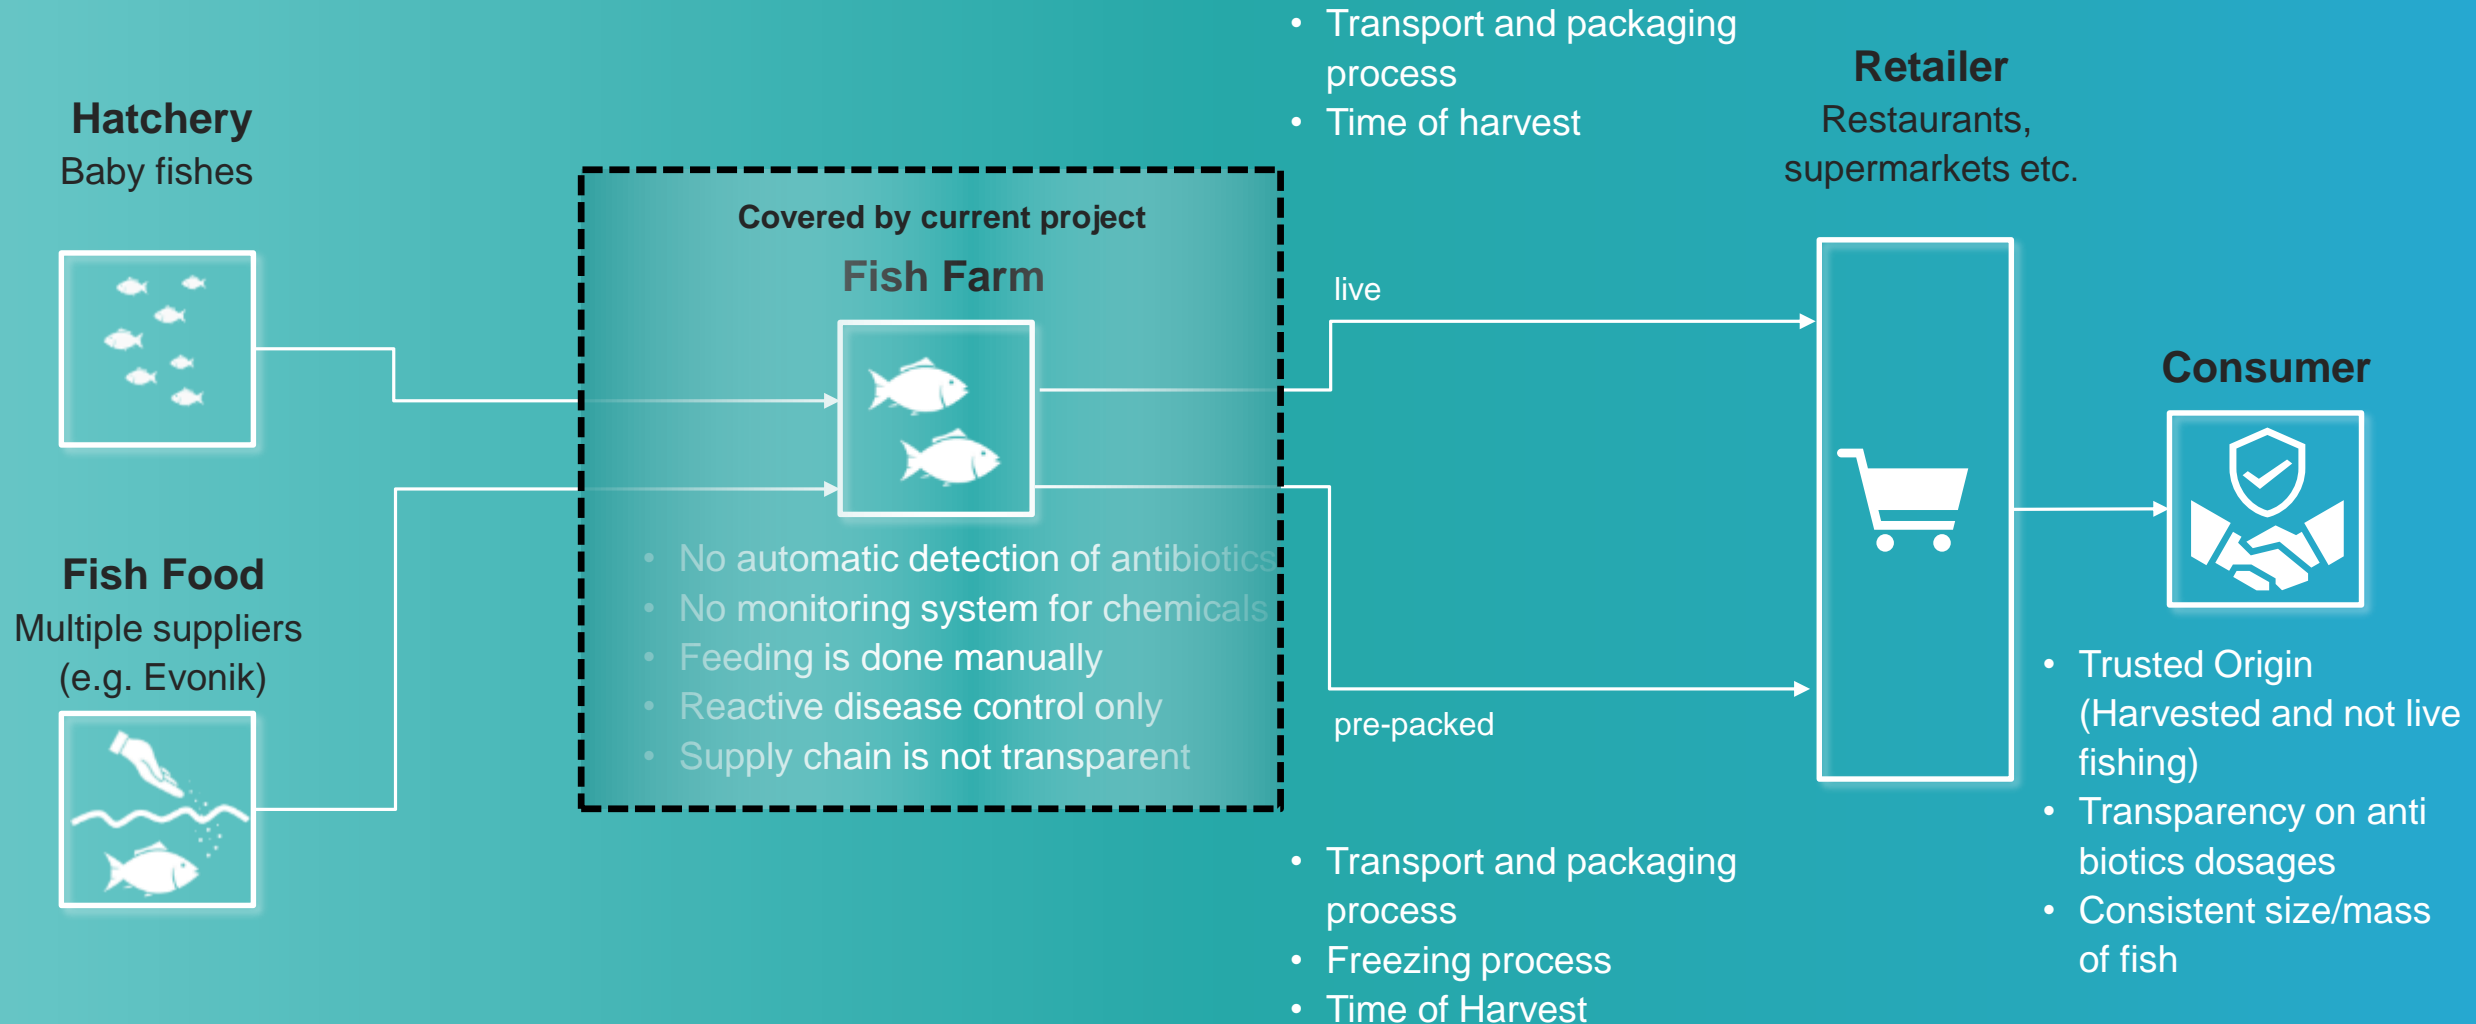 Hatchery
Baby fishes
Fish Food
Multiple suppliers
(e.g. Evonik)
Covered by current project
Fish Farm
• No automatic detection of antibiotics
• No monitoring system for chemicals
• Feeding is done manually
• Reactive disease control only
• Supply chain is not transparent
• Transport and packaging
process
• Time of harvest
live
pre-packed
• Transport and packaging
process
• Freezing process
• Time of Harvest
Retailer
Restaurants,
supermarkets etc.
Consumer
• Trusted Origin
(Harvested and not live
fishing)
• Transparency on anti
biotics dosages
• Consistent size/mass
of fish